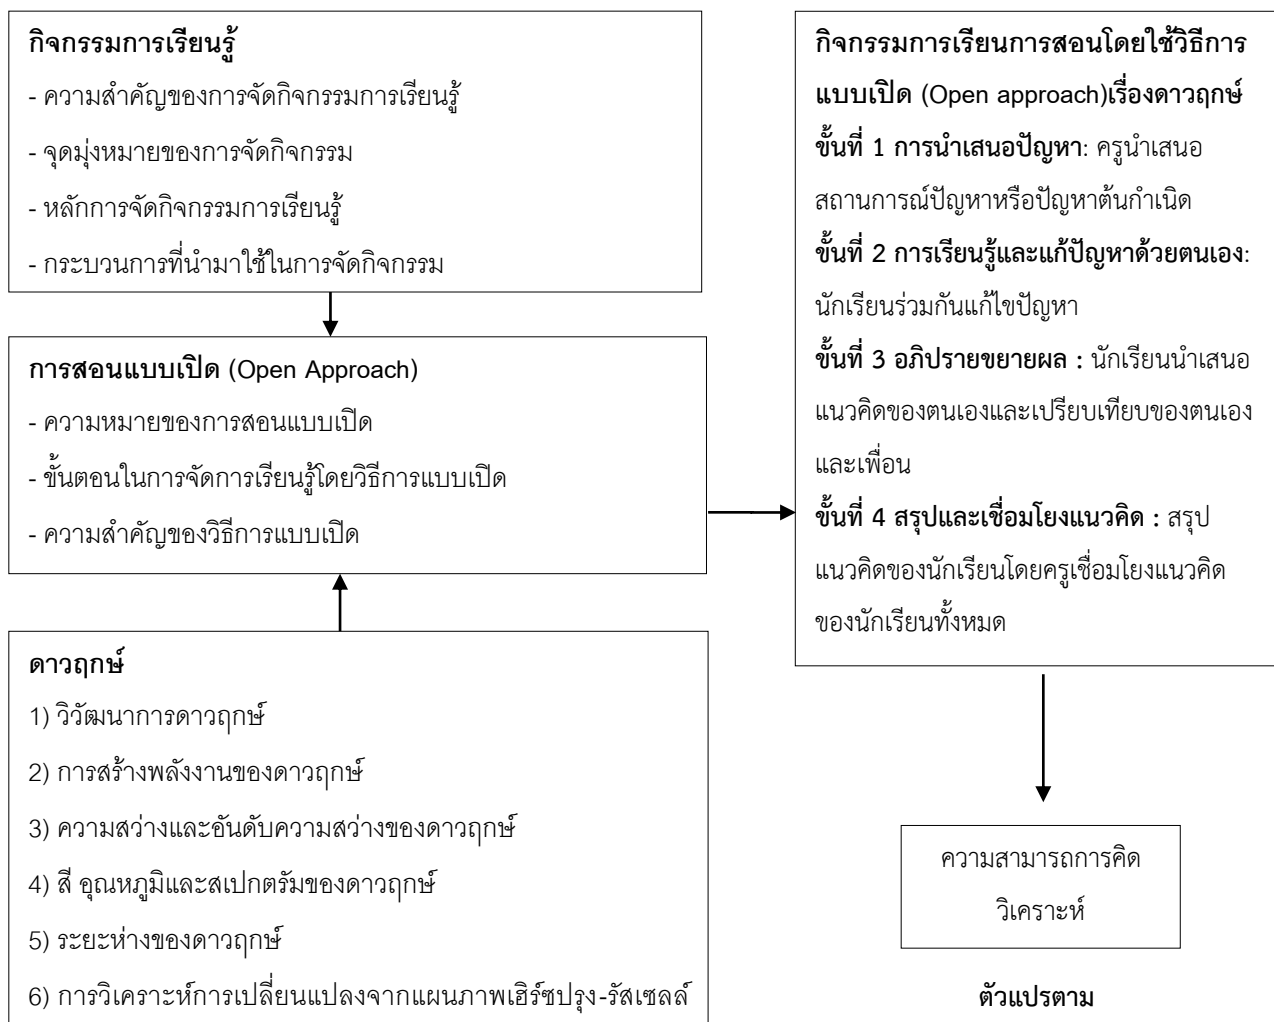 กิจกรรมการเรียนรู้
- ความสำคัญของการจัดกิจกรรมการเรียนรู้
- จุดมุ่งหมายของการจัดกิจกรรม
- หลักการจัดกิจกรรมการเรียนรู้
- กระบวนการที่นำมาใช้ในการจัดกิจกรรม
การสอนแบบเปิด (Open Approach)
- ความหมายของการสอนแบบเปิด
- ขั้นตอนในการจัดการเรียนรู้โดยวิธีการแบบเปิด
- ความสำคัญของวิธีการแบบเปิด
ดาวฤกษ์
1) วิวัฒนาการดาวฤกษ์
2) การสร้างพลังงานของดาวฤกษ์
3) ความสว่างและอันดับความสว่างของดาวฤกษ์
4) สี อุณหภูมิและสเปกตรัมของดาวฤกษ์
5) ระยะห่างของดาวฤกษ์
6) การวิเคราะห์การเปลี่ยนแปลงจากแผนภาพเฮิร์ซปรุง-รัสเซลล์
กิจกรรมการเรียนการสอนโดยใช้วิธีการ
แบบเปิด (Open approach)เรื่องดาวฤกษ์
ขั้นที่ 1 การนำเสนอปัญหา: ครูนำเสนอ
สถานการณ์ปัญหาหรือปัญหาต้นกำเนิด
ขั้นที่ 2 การเรียนรู้และแก้ปัญหาด้วยตนเอง:
นักเรียนร่วมกันแก้ไขปัญหา
ขั้นที่ 3 อภิปรายขยายผล : นักเรียนนำเสนอ
แนวคิดของตนเองและเปรียบเทียบของตนเอง
และเพื่อน
ขั้นที่ 4 สรุปและเชื่อมโยงแนวคิด : สรุป
แนวคิดของนักเรียนโดยครูเชื่อมโยงแนวคิด
ของนักเรียนทั้งหมด
ความสามารถการคิด
วิเคราะห์
ตัวแปรตาม